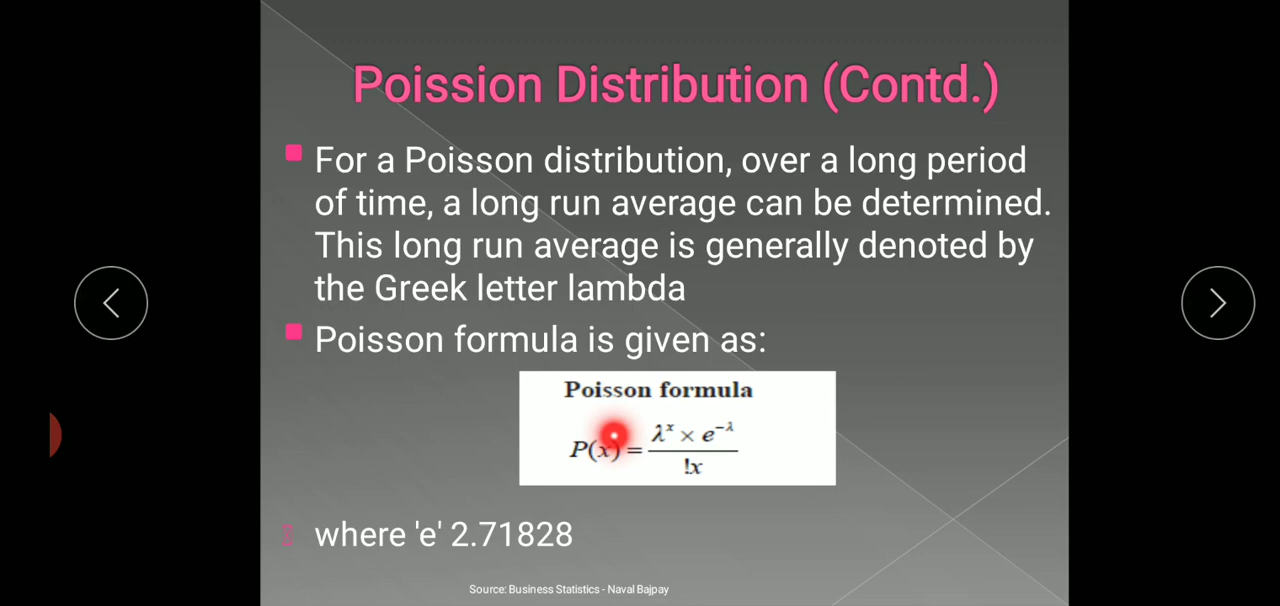 Poission Distribution (Contd.)
For a Poisson distribution, over a long period
of time, a long run average can be determined.
This long run average is generally denoted by
the Greek letter lambda
Poisson formula is given as:
Poisson formula
P(x) = λˣ × e⁻λ / !x
where 'e' 2.71828
Source: Business Statistics - Naval Bajpay